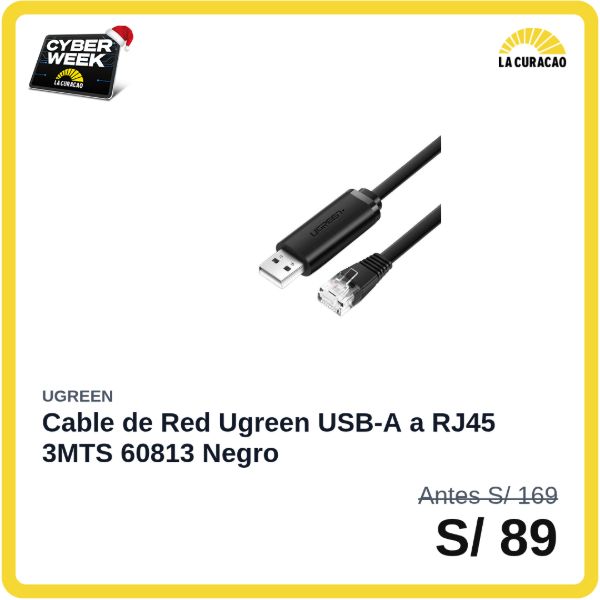 CYBER
WEEK
LA CURACAO
LA CURACAO
UGREEN
UGREEN
Cable de Red Ugreen USB-A a RJ45
3MTS 60813 Negro
Antes S/ 169
S/ 89